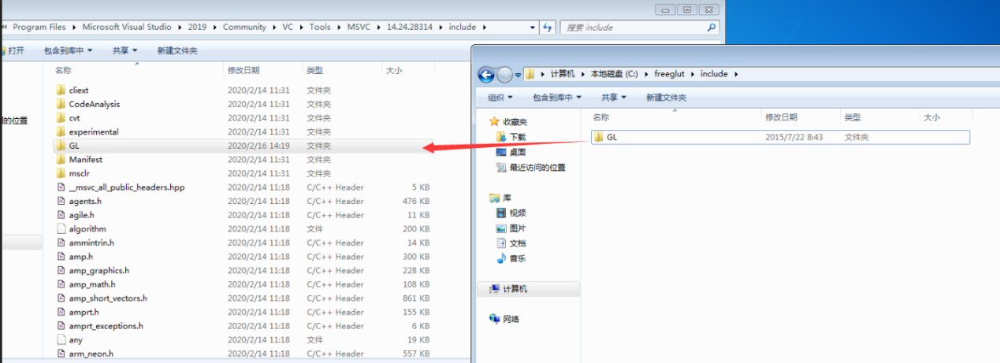 « Program Files ▸ Microsoft Visual Studio ▸ 2019 ▸ Community ▸ VC ▸ Tools ▸ MSVC ▸ 14.24.28314 ▸ include ▸
搜索 include
打开 包含到库中 共享 新建文件夹
名称 修改日期 类型 大小
的位置
cliext 2020/2/14 11:31 文件夹
CodeAnalysis 2020/2/14 11:31 文件夹
cvt 2020/2/14 11:31 文件夹
experimental 2020/2/14 11:31 文件夹
GL 2020/2/16 14:19 文件夹
Manifest 2020/2/14 11:31 文件夹
msclr 2020/2/14 11:31 文件夹
__msvc_all_public_headers.hpp 2020/2/14 11:18 C/C++ Header 5 KB
agents.h 2020/2/14 11:18 C/C++ Header 476 KB
agile.h 2020/2/14 11:18 C/C++ Header 11 KB
algorithm 2020/2/14 11:18 文件 200 KB
ammintrin.h 2020/2/14 11:18 C/C++ Header 14 KB
amp.h 2020/2/14 11:18 C/C++ Header 300 KB
amp_graphics.h 2020/2/14 11:18 C/C++ Header 228 KB
amp_math.h 2020/2/14 11:18 C/C++ Header 108 KB
amp_short_vectors.h 2020/2/14 11:18 C/C++ Header 861 KB
amprt.h 2020/2/14 11:18 C/C++ Header 155 KB
amprt_exceptions.h 2020/2/14 11:18 C/C++ Header 6 KB
any 2020/2/14 11:18 文件 19 KB
arm_neon.h 2020/2/14 11:18 C/C++ Header 557 KB
▸ 计算机 ▸ 本地磁盘 (C:) ▸ freeglut ▸ include ▸
组织 包含到库中 共享 新建文件夹
收藏夹
下载
桌面
最近访问的位置
库
视频
图片
文档
音乐
计算机
网络
名称 修改日期 类型 大小
GL 2015/7/22 8:43 文件夹